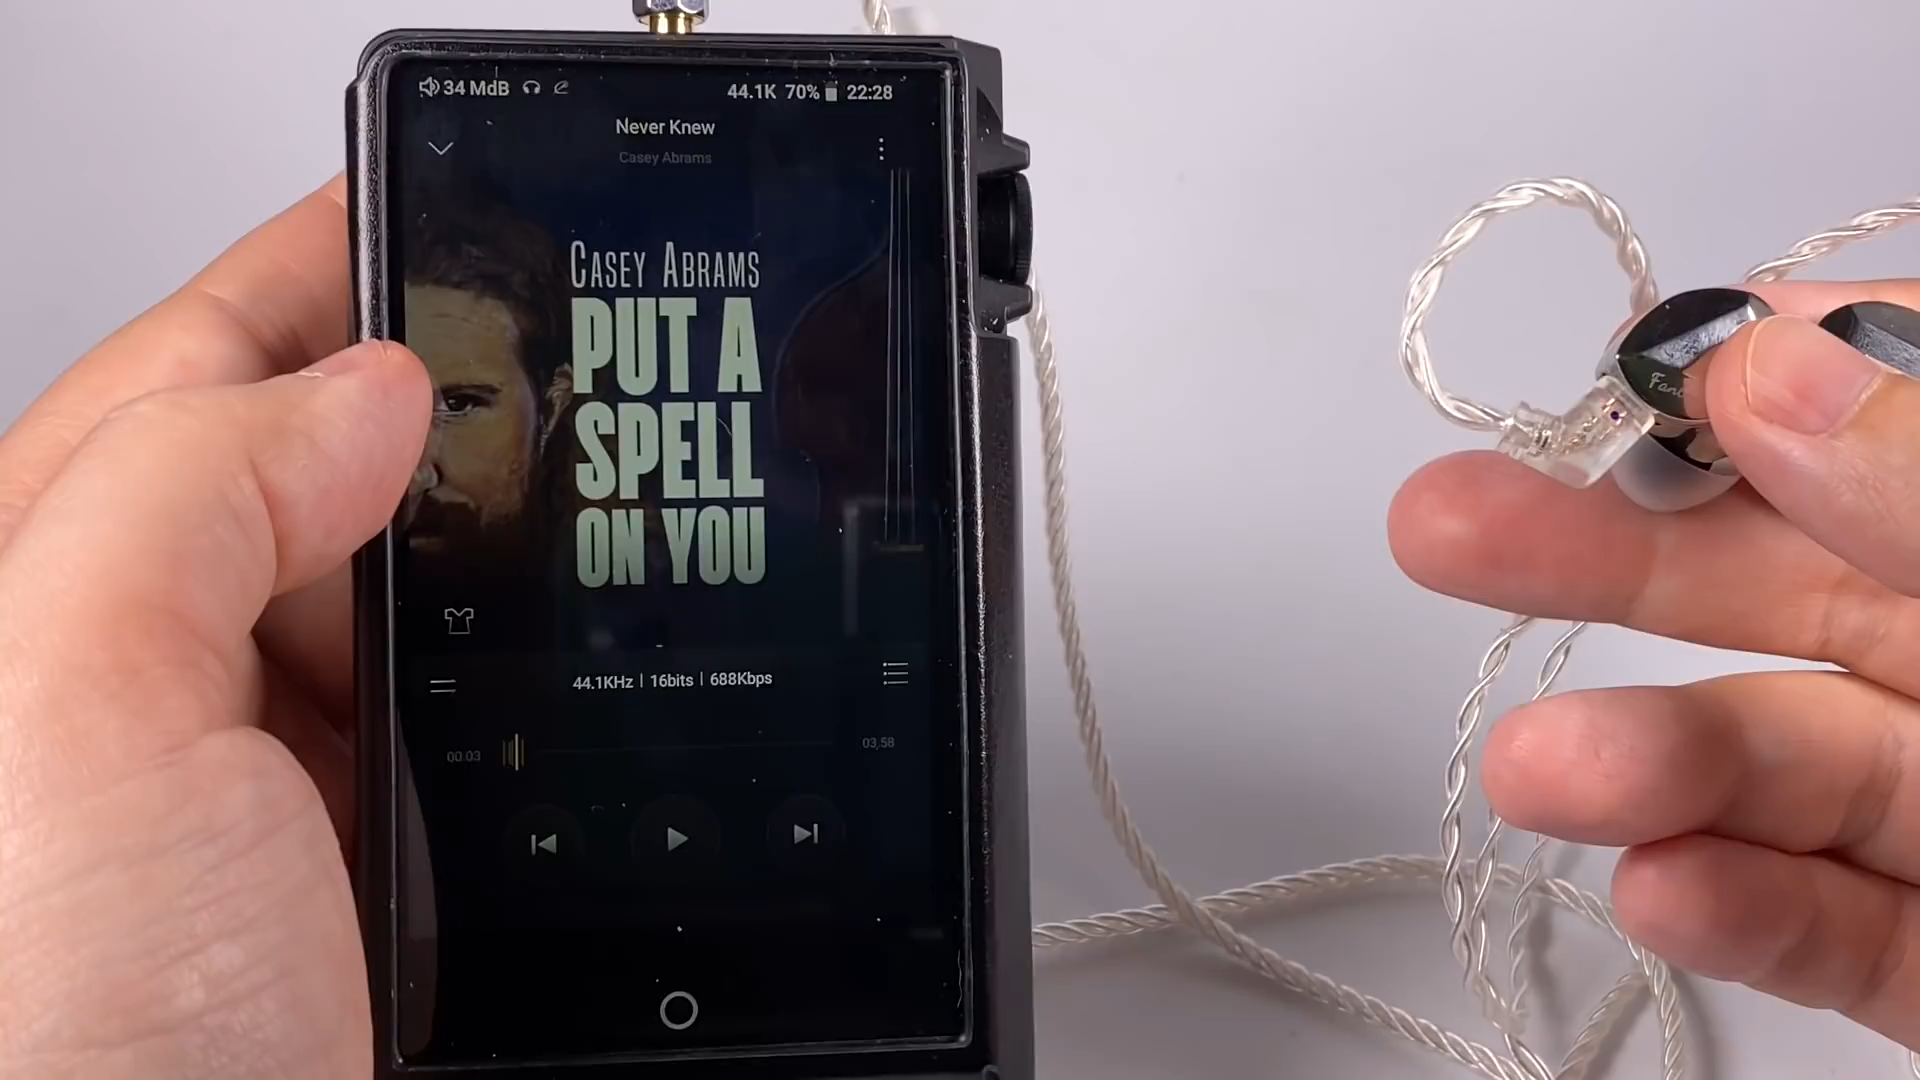 34 MdB
44.1K 70% 22:28
Never Knew
Casey Abrams
CASEY ABRAMS
PUT A
SPELL
ON YOU
44.1KHz | 16bits | 688Kbps
00:03
03:58